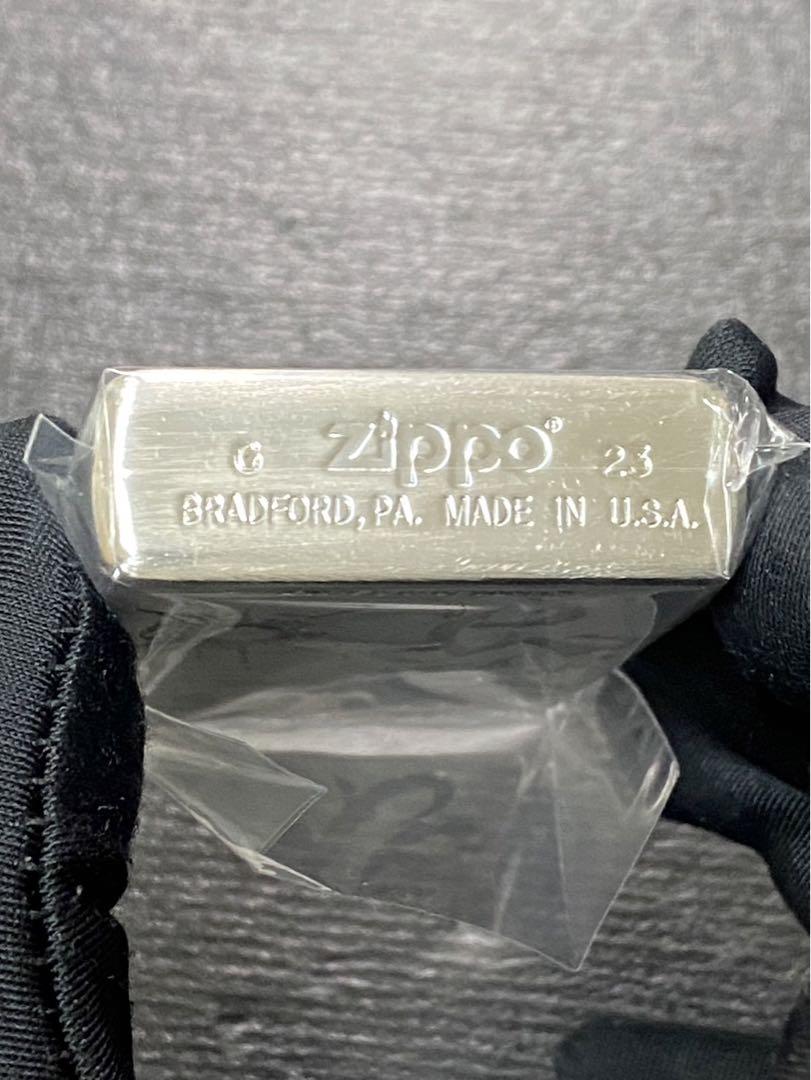 G zippo® 23
BRADFORD, PA. MADE IN U.S.A.